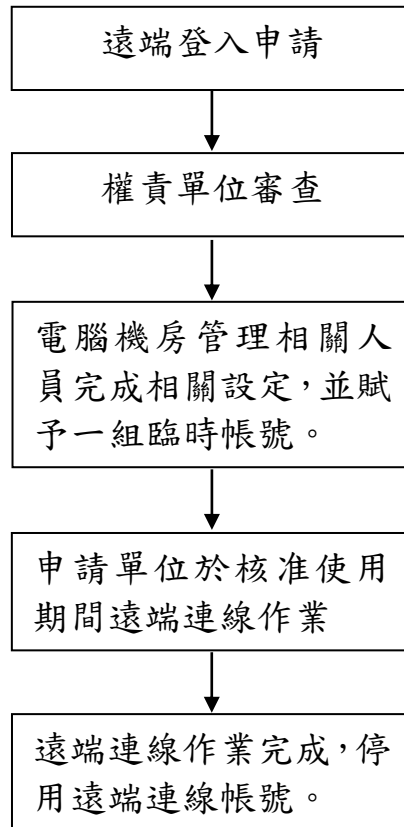 遠端登入申請
權責單位審查
電腦機房管理相關人
員完成相關設定，並賦
予一組臨時帳號。
申請單位於核准使用
期間遠端連線作業
遠端連線作業完成，停
用遠端連線帳號。